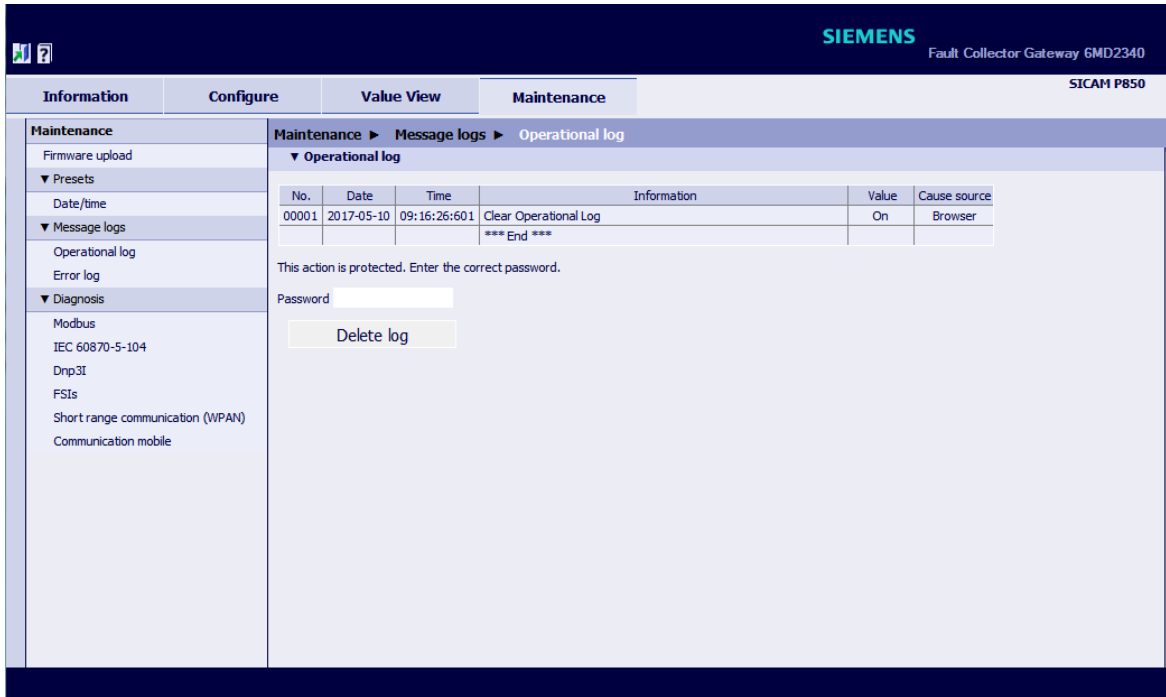 SIEMENS
Fault Collector Gateway 6MD2340
SICAM P850
Information Configure Value View Maintenance
Maintenance
Firmware upload
▼ Presets
Date/time
▼ Message logs
Operational log
Error log
▼ Diagnosis
Modbus
IEC 60870-5-104
Dnp3I
FSIs
Short range communication (WPAN)
Communication mobile
Maintenance ► Message logs ► Operational log
▼ Operational log
No. Date Time Information Value Cause source
00001 2017-05-10 09:16:26:601 Clear Operational Log On Browser
*** End ***
This action is protected. Enter the correct password.
Password
Delete log